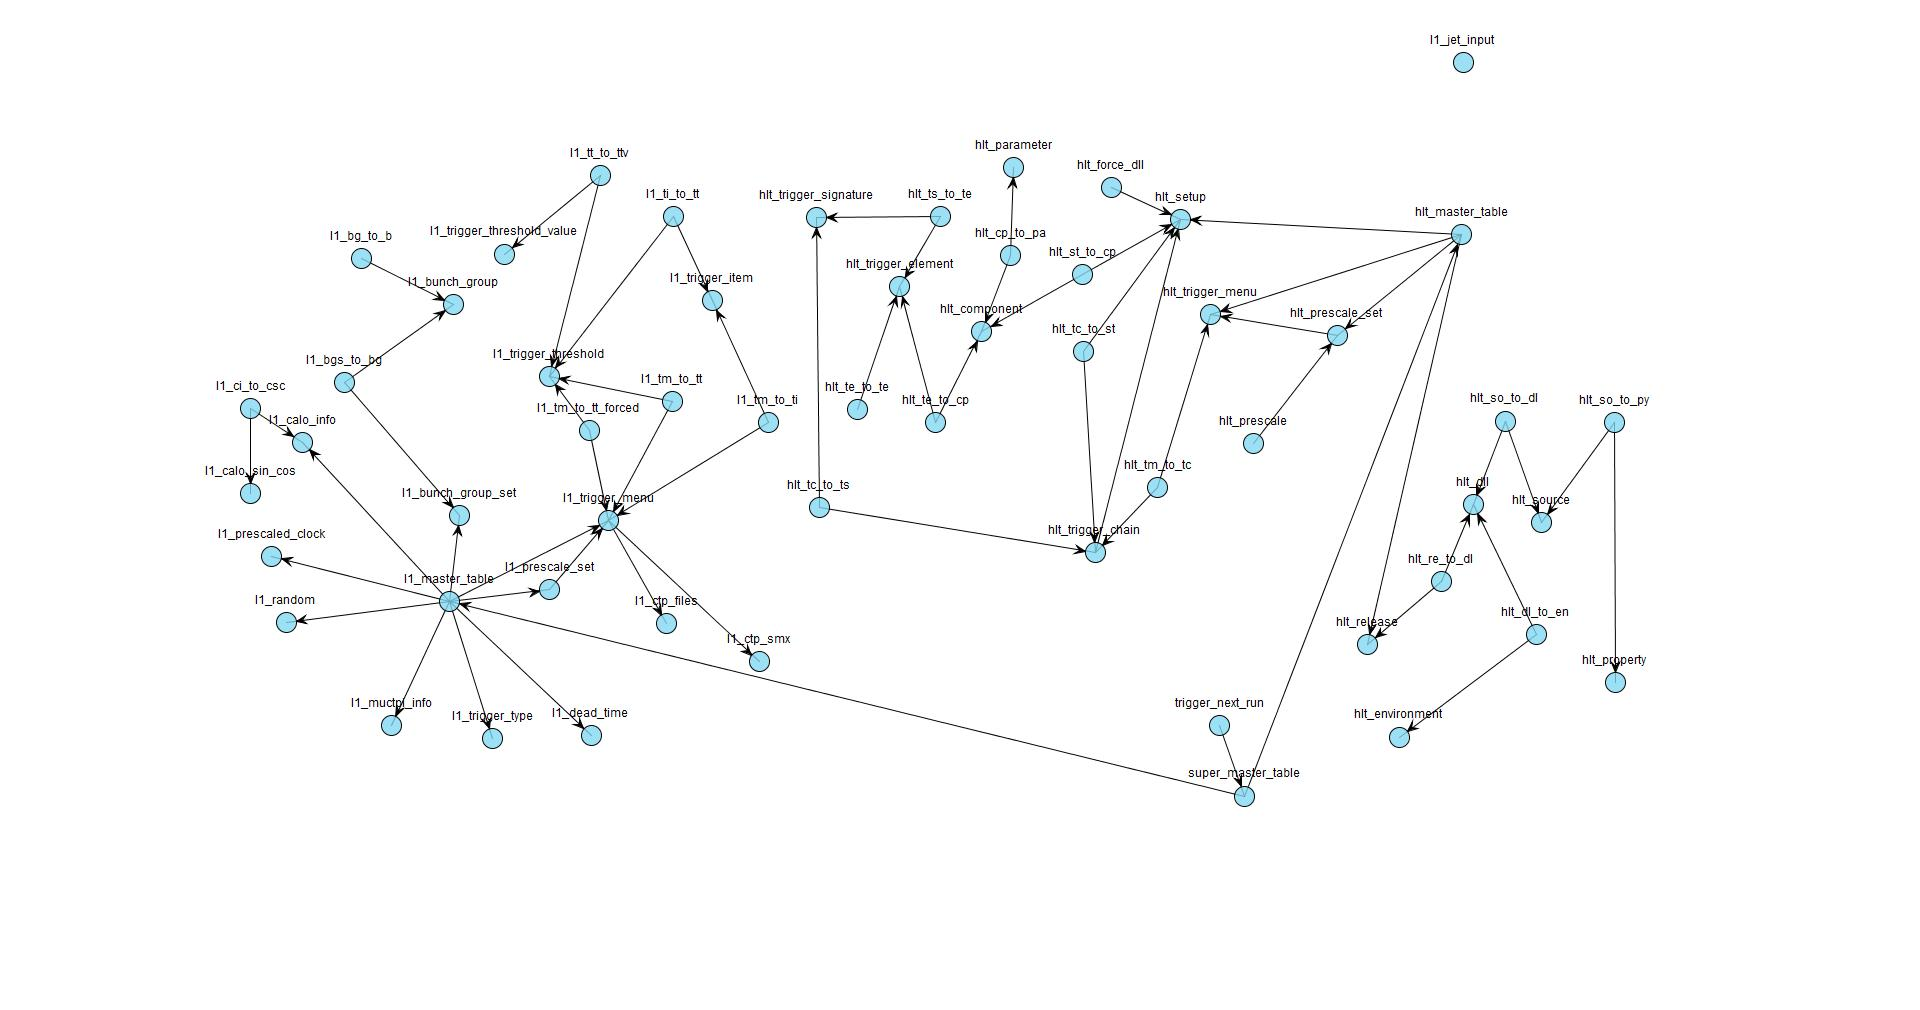 l1_jet_input
hlt_parameter
l1_tt_to_ttv
hlt_force_dll
l1_ti_to_tt
hlt_trigger_signature
hlt_ts_to_te
hlt_setup
hlt_master_table
l1_bg_to_b
l1_trigger_threshold_value
hlt_cp_to_pa
hlt_st_to_cp
hlt_trigger_element
l1_bunch_group
l1_trigger_item
hlt_trigger_menu
hlt_component
hlt_prescale_set
hlt_tc_to_st
l1_bgs_to_bg
l1_trigger_threshold
l1_ci_to_csc
l1_tm_to_tt
hlt_te_to_te
l1_tm_to_ti
hlt_te_to_cp
hlt_so_to_dl
hlt_so_to_py
l1_tm_to_tt_forced
l1_calo_info
hlt_prescale
l1_calo_sin_cos
hlt_tm_to_tc
hlt_tc_to_ts
hlt_dll
l1_bunch_group_set
l1_trigger_menu
hlt_source
l1_prescaled_clock
hlt_trigger_chain
l1_master_table
l1_prescale_set
hlt_re_to_dl
l1_random
l1_ctp_files
hlt_dl_to_en
hlt_release
l1_ctp_smx
hlt_property
l1_muctpi_info
l1_trigger_type
l1_dead_time
trigger_next_run
hlt_environment
super_master_table